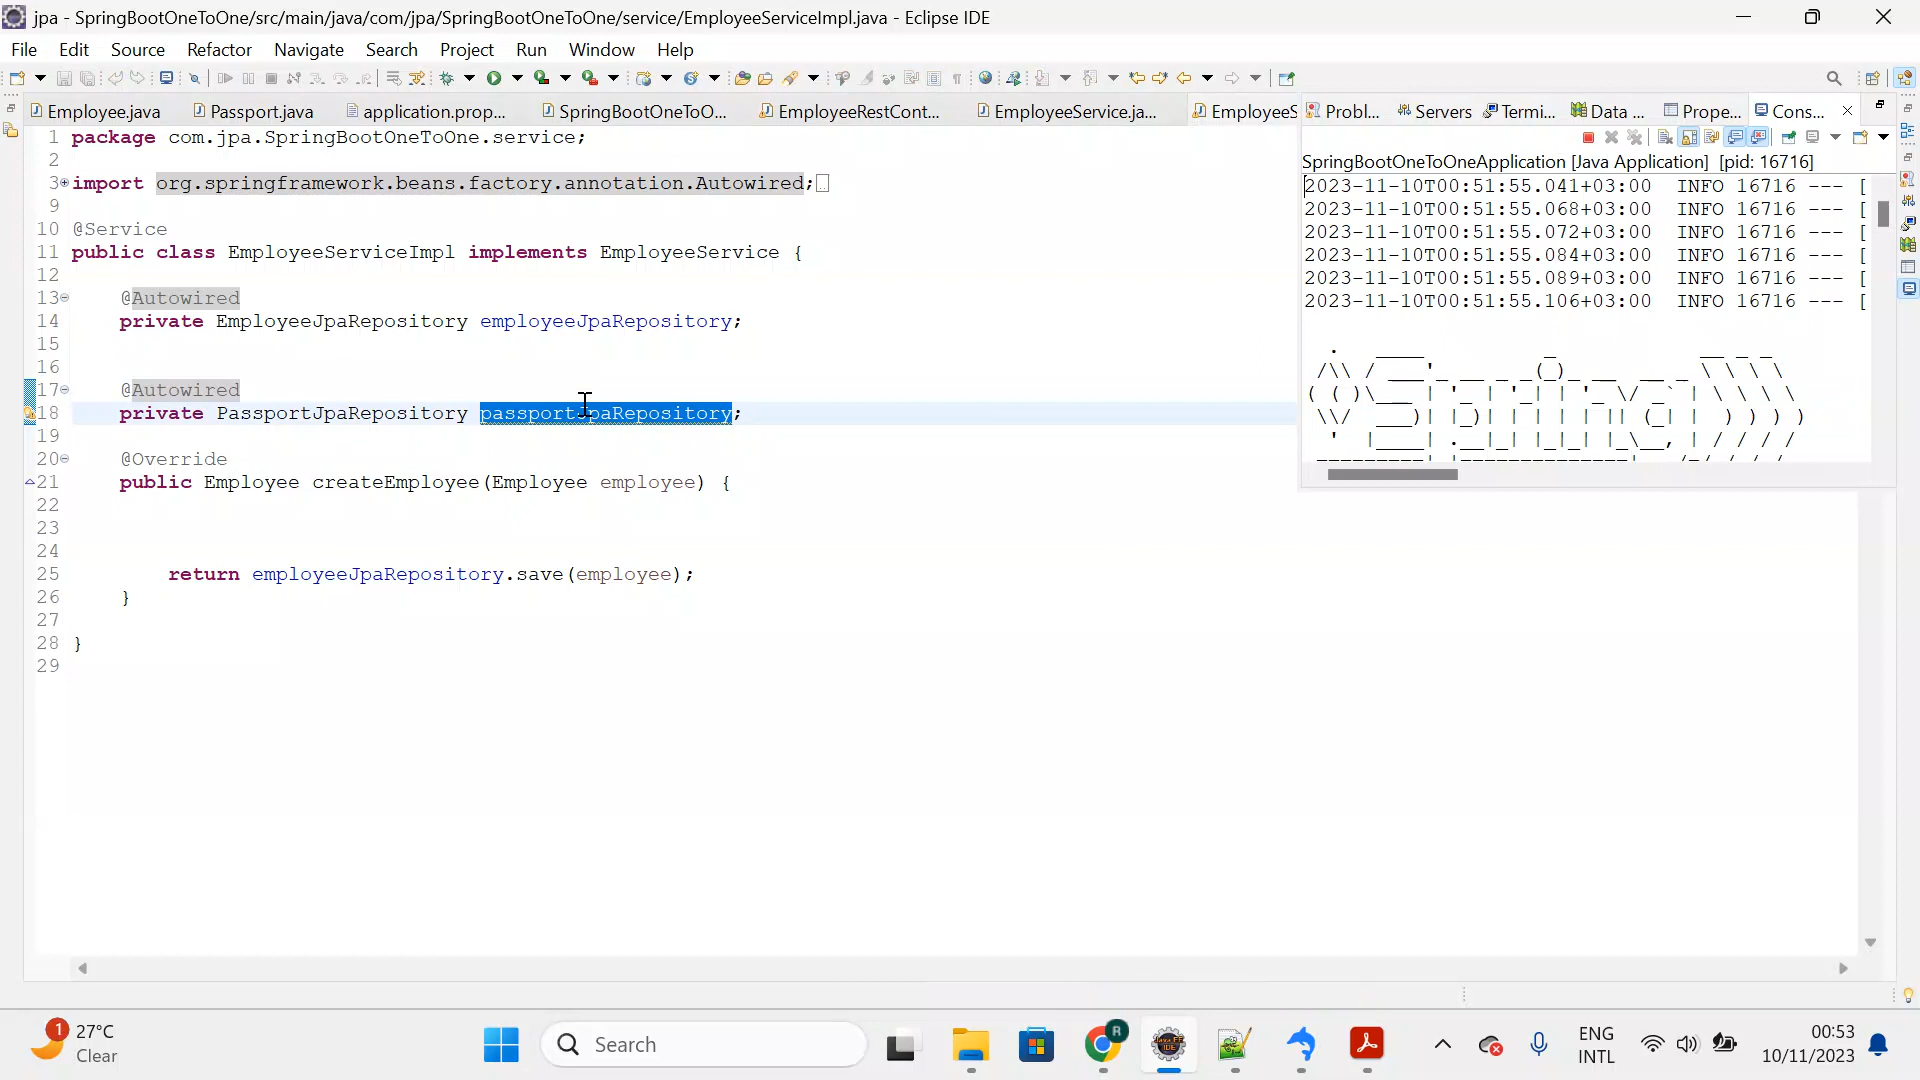 jpa - SpringBootOneToOne/src/main/java/com/jpa/SpringBootOneToOne/service/EmployeeServiceImpl.java - Eclipse IDE
File Edit Source Refactor Navigate Search Project Run Window Help
Employee.java Passport.java application.prop... SpringBootOneToO... EmployeeRestCont... EmployeeService.ja... EmployeeS Probl... Servers Termi... Data ... Prope... Cons...
1 package com.jpa.SpringBootOneToOne.service;
2
3 import org.springframework.beans.factory.annotation.Autowired;
9
10 @Service
11 public class EmployeeServiceImpl implements EmployeeService {
12
13 @Autowired
14 private EmployeeJpaRepository employeeJpaRepository;
15
16
17 @Autowired
18 private PassportJpaRepository passportJpaRepository;
19
20 @Override
21 public Employee createEmployee(Employee employee) {
22
23
24
25 return employeeJpaRepository.save(employee);
26 }
27
28 }
29
SpringBootOneToOneApplication [Java Application] [pid: 16716]
2023-11-10T00:51:55.041+03:00 INFO 16716 --- [
2023-11-10T00:51:55.068+03:00 INFO 16716 --- [
2023-11-10T00:51:55.072+03:00 INFO 16716 --- [
2023-11-10T00:51:55.084+03:00 INFO 16716 --- [
2023-11-10T00:51:55.089+03:00 INFO 16716 --- [
2023-11-10T00:51:55.106+03:00 INFO 16716 --- [
Spring
1
27°C
Clear
Search
R
ENG
INTL
00:53
10/11/2023